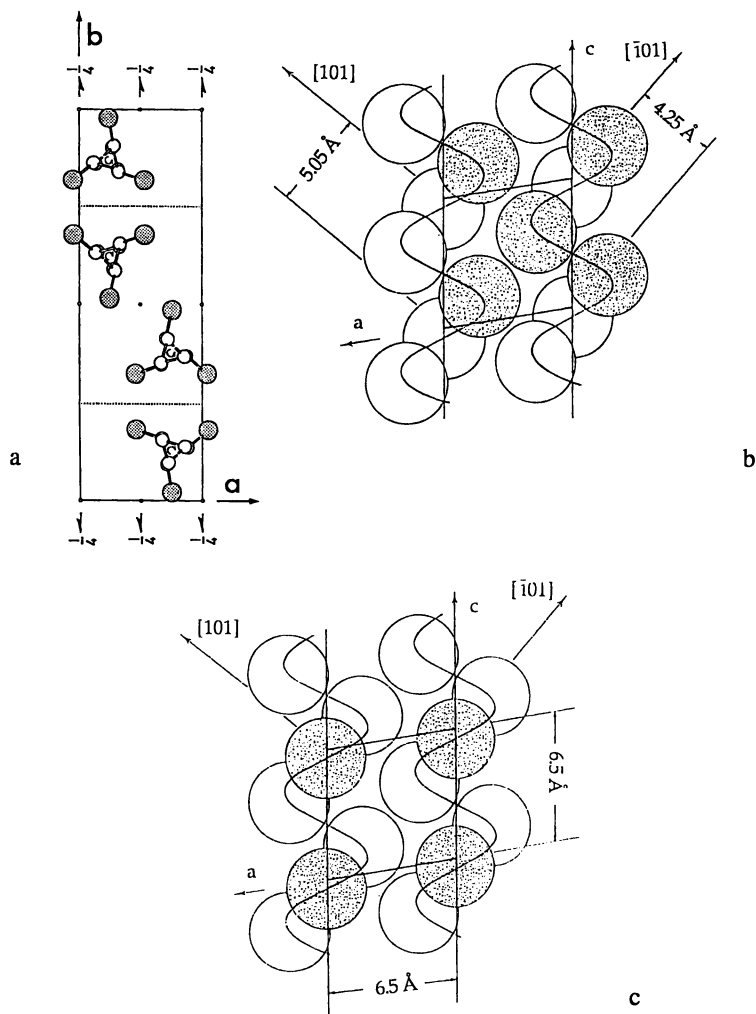 b
¼ ¼ ¼
a
¼ ¼ ¼
a
[101]
c
[1̄01]
5.05 Å
4.25 Å
a
b
[101]
c
[1̄01]
6.5 Å
a
6.5 Å
c